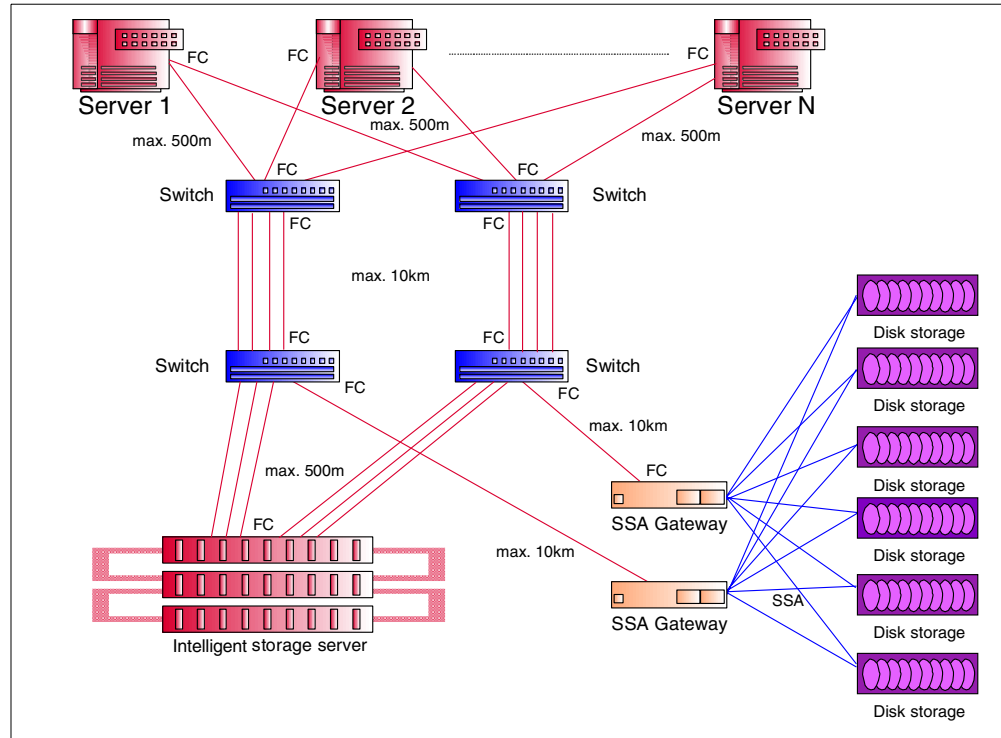 FC
FC
FC
Server 1
Server 2
Server N
max. 500m
max. 500m
max. 500m
FC
FC
Switch
Switch
FC
FC
max. 10km
FC
FC
Disk storage
Switch
Switch
FC
FC
Disk storage
max. 10km
max. 500m
FC
Disk storage
FC
SSA Gateway
Disk storage
max. 10km
SSA
SSA Gateway
Disk storage
Intelligent storage server
Disk storage